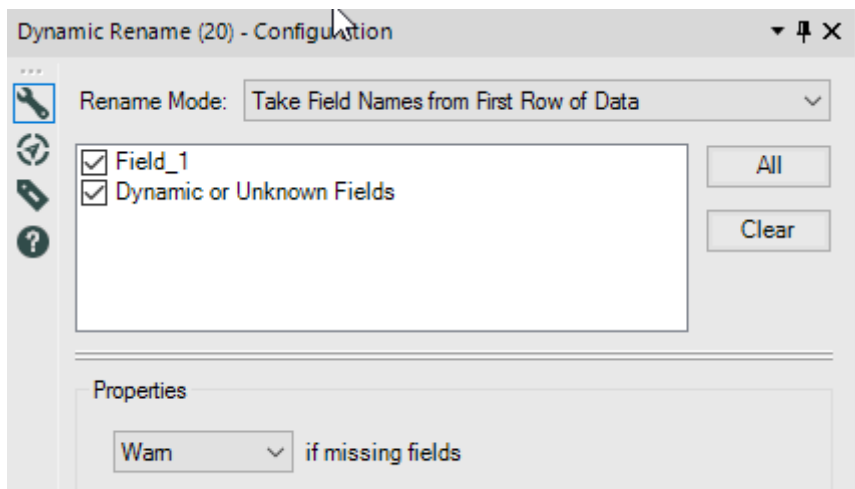 Dynamic Rename (20) - Configuration
Rename Mode: Take Field Names from First Row of Data
Field_1
Dynamic or Unknown Fields
All
Clear
Properties
Warn if missing fields